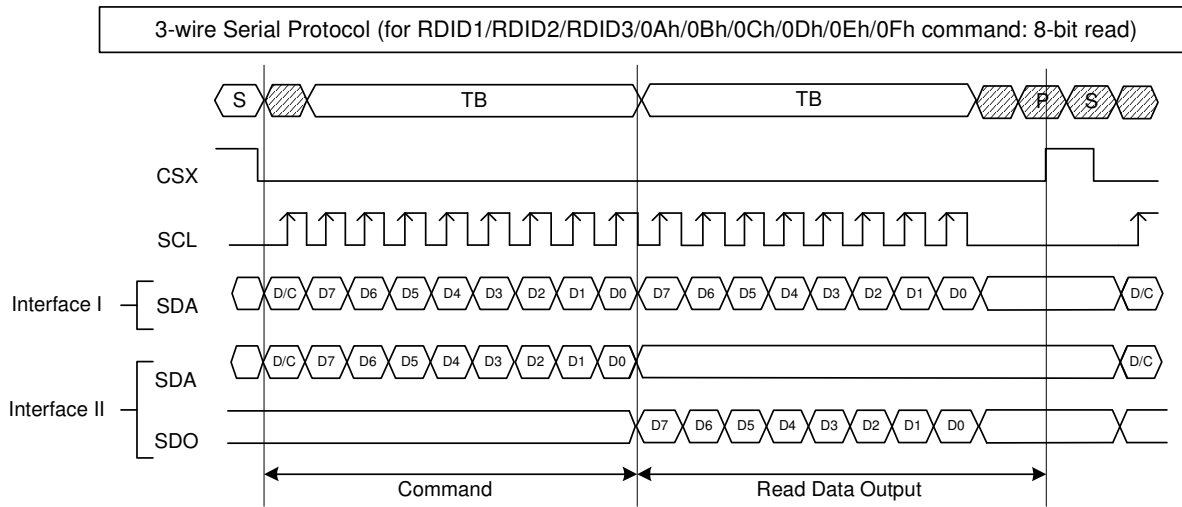 3-wire Serial Protocol (for RDID1/RDID2/RDID3/0Ah/0Bh/0Ch/0Dh/0Eh/0Fh command: 8-bit read)
S TB TB P S
CSX
SCL
Interface I SDA D/C D7 D6 D5 D4 D3 D2 D1 D0 D7 D6 D5 D4 D3 D2 D1 D0 D/C
Interface II
SDA D/C D7 D6 D5 D4 D3 D2 D1 D0 D/C
SDO D7 D6 D5 D4 D3 D2 D1 D0
Command Read Data Output